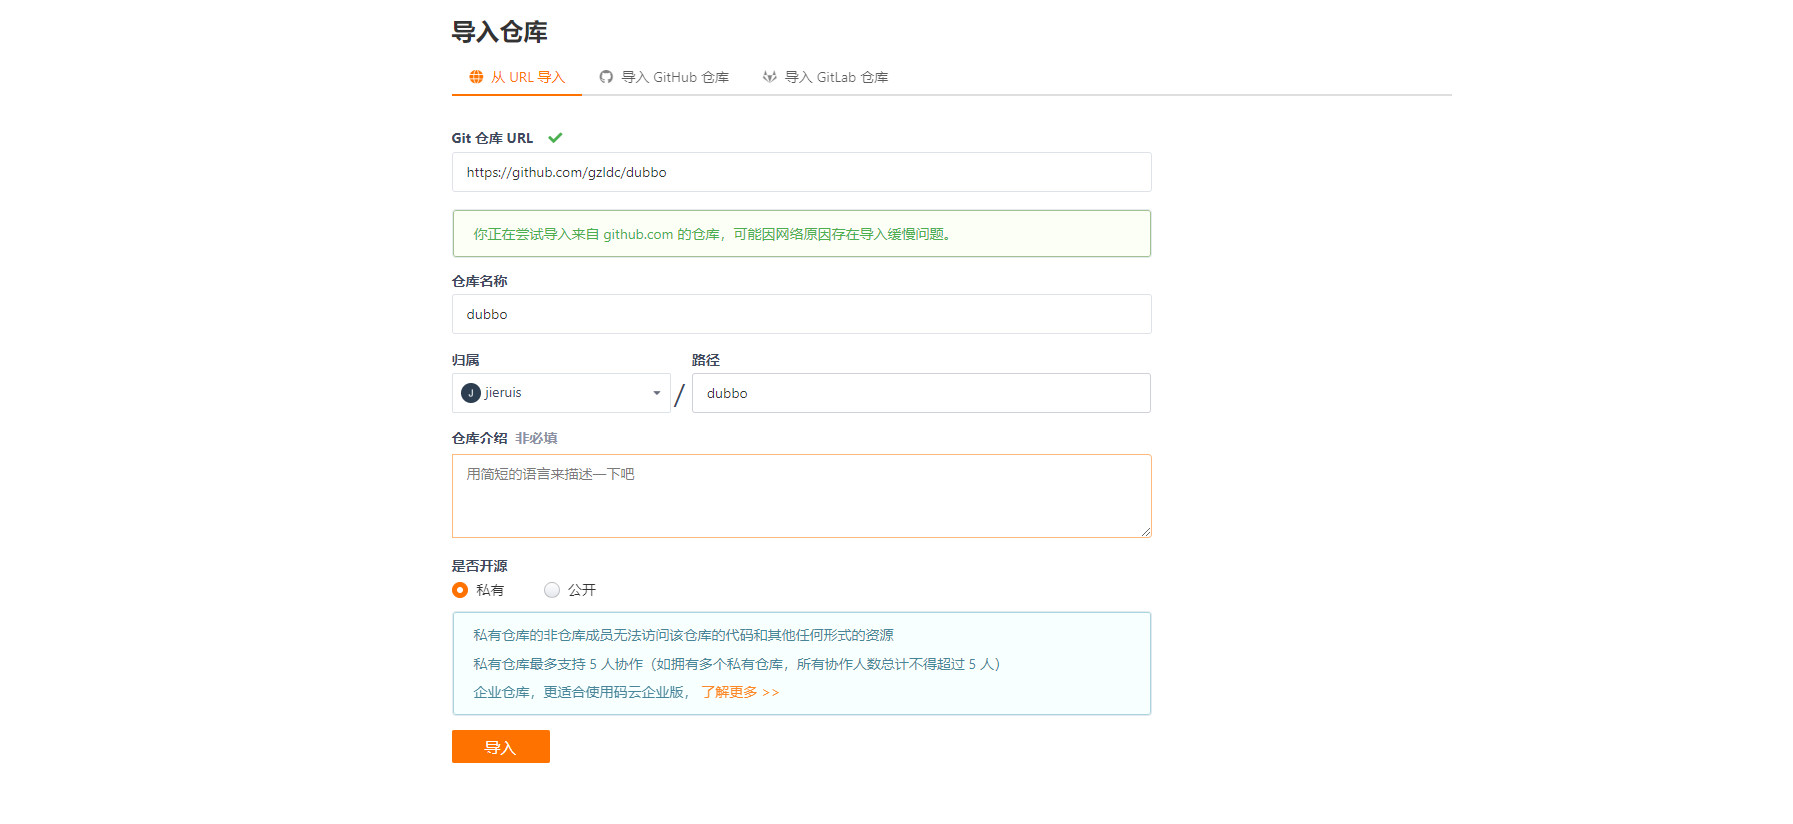 导入仓库
从 URL 导入 导入 GitHub 仓库 导入 GitLab 仓库
Git 仓库 URL
https://github.com/gzldc/dubbo
你正在尝试导入来自 github.com 的仓库，可能因网络原因存在导入缓慢问题。
仓库名称
dubbo
归属 路径
J jieruis / dubbo
仓库介绍 非必填
用简短的语言来描述一下吧
是否开源
私有 公开
私有仓库的非仓库成员无法访问该仓库的代码和其他任何形式的资源
私有仓库最多支持 5 人协作（如拥有多个私有仓库，所有协作人数总计不得超过 5 人）
企业仓库，更适合使用码云企业版， 了解更多 >>
导入